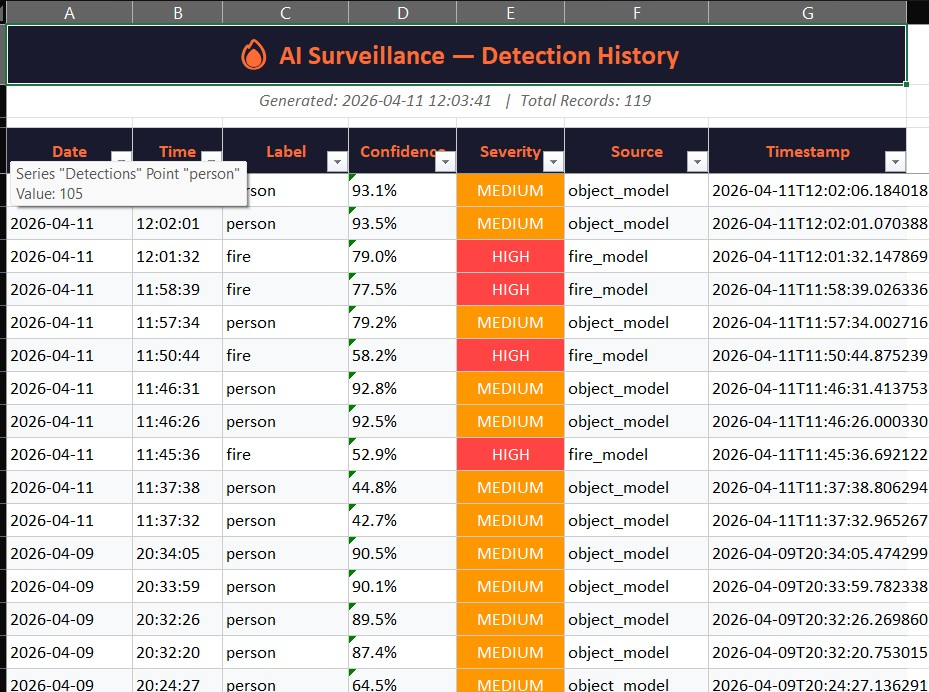 A B C D E F G
AI Surveillance — Detection History
Generated: 2026-04-11 12:03:41 | Total Records: 119
Date Time Label Confidence Severity Source Timestamp
Series "Detections" Point "person"
Value: 105
rson 93.1% MEDIUM object_model 2026-04-11T12:02:06.184018
2026-04-11 12:02:01 person 93.5% MEDIUM object_model 2026-04-11T12:02:01.070388
2026-04-11 12:01:32 fire 79.0% HIGH fire_model 2026-04-11T12:01:32.147869
2026-04-11 11:58:39 fire 77.5% HIGH fire_model 2026-04-11T11:58:39.026336
2026-04-11 11:57:34 person 79.2% MEDIUM object_model 2026-04-11T11:57:34.002716
2026-04-11 11:50:44 fire 58.2% HIGH fire_model 2026-04-11T11:50:44.875239
2026-04-11 11:46:31 person 92.8% MEDIUM object_model 2026-04-11T11:46:31.413753
2026-04-11 11:46:26 person 92.5% MEDIUM object_model 2026-04-11T11:46:26.000330
2026-04-11 11:45:36 fire 52.9% HIGH fire_model 2026-04-11T11:45:36.692122
2026-04-11 11:37:38 person 44.8% MEDIUM object_model 2026-04-11T11:37:38.806294
2026-04-11 11:37:32 person 42.7% MEDIUM object_model 2026-04-11T11:37:32.965267
2026-04-09 20:34:05 person 90.5% MEDIUM object_model 2026-04-09T20:34:05.474299
2026-04-09 20:33:59 person 90.1% MEDIUM object_model 2026-04-09T20:33:59.782338
2026-04-09 20:32:26 person 89.5% MEDIUM object_model 2026-04-09T20:32:26.269860
2026-04-09 20:32:20 person 87.4% MEDIUM object_model 2026-04-09T20:32:20.753015
2026-04-09 20:24:27 person 64.5% MEDIUM object_model 2026-04-09T20:24:27.136291